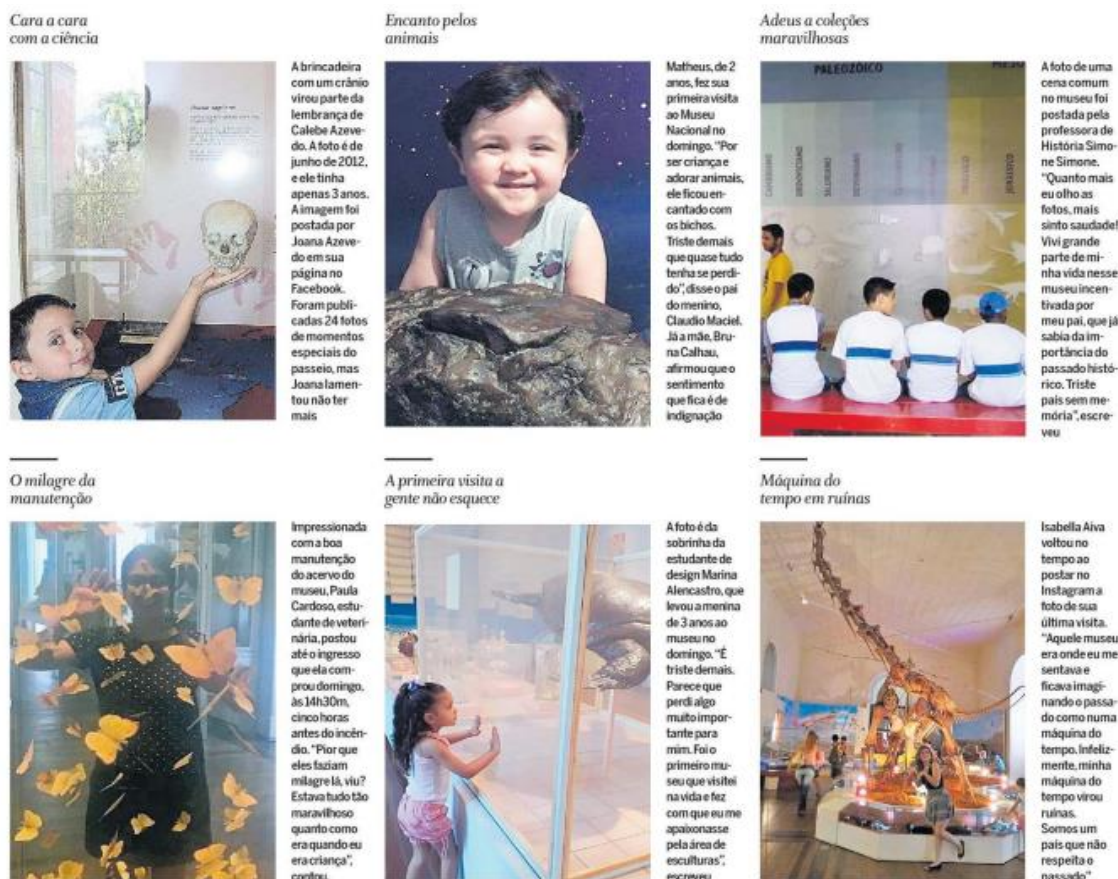 Cara a cara
com a ciência
A brincadeira
com um crânio
virou parte da
lembrança de
Calebe Azeve-
do. A foto é de
junho de 2012,
e ele tinha
apenas 3 anos.
A imagem foi
postada por
Joana Azeve-
do em sua
página no
Facebook.
Foram publi-
cadas 24 fotos
de momentos
especiais do
passeio, mas
Joana lamen-
tou não ter
mais
Encanto pelos
animais
Matheus, de 2
anos, fez sua
primeira visita
ao Museu
Nacional no
domingo. “Por
ser criança e
adorar animais,
ele ficou en-
cantado com
os bichos.
Triste demais
que quase tudo
tenha se perdi-
do”, disse o pai
do menino,
Claudio Maciel.
Já a mãe, Bru-
na Calhau,
afirmou que o
sentimento
que fica é de
indignação
Adeus a coleções
maravilhosas
PALEOZÓICO
CAMBRIANO
ORDOVICIANO
SILURIANO
DEVONIANO
JURÁSSICO
A foto de uma
cena comum
no museu foi
postada pela
professora de
História Simo-
ne Simone.
“Quanto mais
eu olho as
fotos, mais
sinto saudade!
Vivi grande
parte de mi-
nha vida nesse
museu incen-
tivada por
meu pai, que já
sabia da im-
portância do
passado histó-
rico. Triste
país sem me-
mória”, escre-
veu
O milagre da
manutenção
Impressionada
com a boa
manutenção
do acervo do
museu, Paula
Cardoso, estu-
dante de veteri-
nária, postou
até o ingresso
que ela com-
prou domingo,
às 14h30m,
cinco horas
antes do incên-
dio. “Pior que
eles faziam
milagre lá, viu?
Estava tudo tão
maravilhoso
quanto como
era quando eu
era criança”,
contou
A primeira visita a
gente não esquece
A foto é da
sobrinha da
estudante de
design Marina
Alencastro, que
levou a menina
de 3 anos ao
museu no
domingo. “É
triste demais.
Parece que
perdi algo
muito impor-
tante para
mim. Foi o
primeiro mu-
seu que visitei
na vida e fez
com que eu me
apaixonasse
pela área de
esculturas”,
escreveu
Máquina do
tempo em ruínas
Isabella Aiva
voltou no
tempo ao
postar no
Instagram a
foto de sua
última visita.
“Aquele museu
era onde eu me
sentava e
ficava imagi-
nando o passa-
do como numa
máquina do
tempo. Infeliz-
mente, minha
máquina do
tempo virou
ruínas.
Somos um
país que não
respeita o
passado”